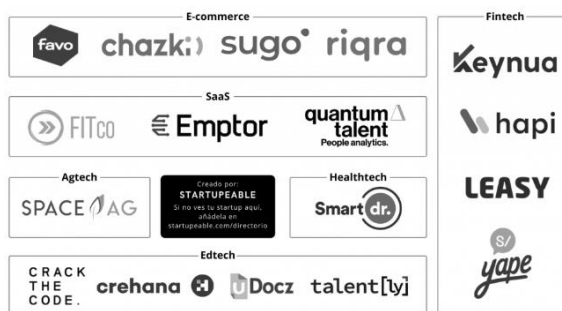 E-commerce
favo chazki sugo riqra
SaaS
FITco Emptor quantum talent People analytics.
Agtech
SPACE AG
Creado por:
STARTUPEABLE
Si no ves tu startup aquí,
añádela en
startupeable.com/directorio
Healthtech
Smart dr.
Edtech
CRACK THE CODE. crehana uDocz talent[ly]
Fintech
Keynua
hapi
LEASY
S/
yape